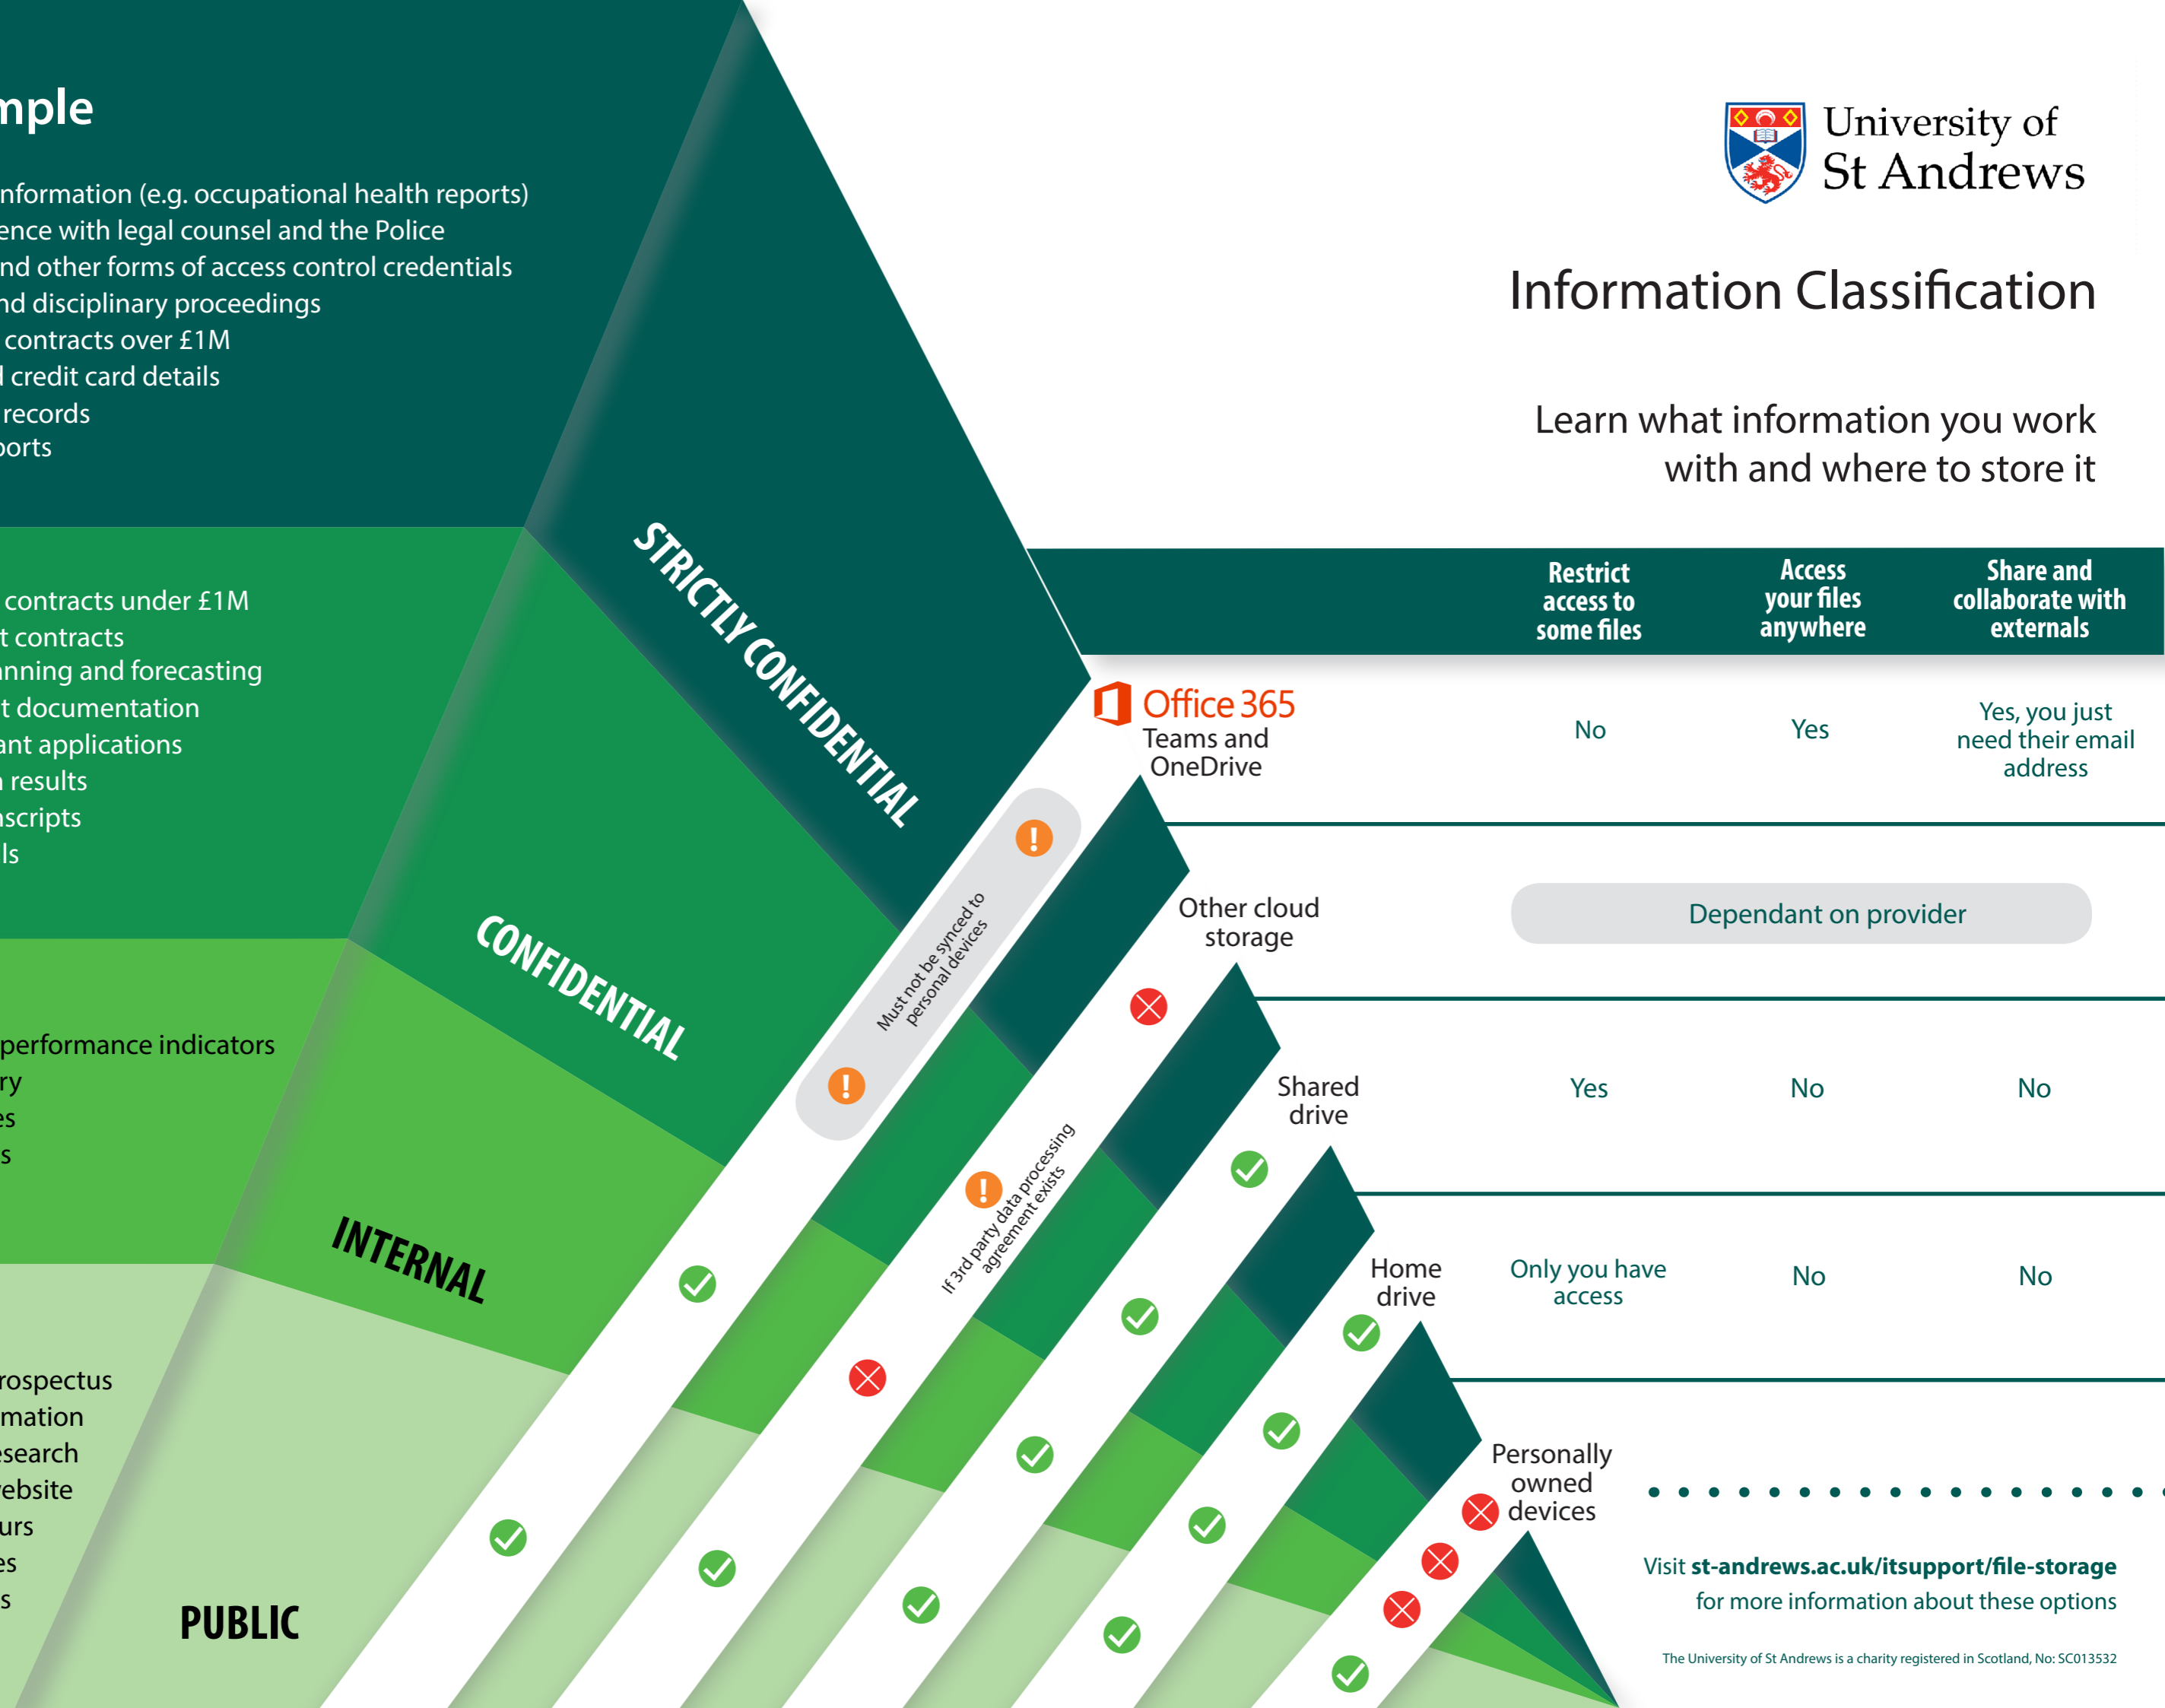 mple
nformation (e.g. occupational health reports)
ence with legal counsel and the Police
nd other forms of access control credentials
nd disciplinary proceedings
contracts over £1M
credit card details
records
ports
contracts under £1M
t contracts
anning and forecasting
t documentation
ant applications
results
nscripts
ls
performance indicators
ry
es
s
rospectus
mation
esearch
ebsite
urs
es
s
STRICTLY CONFIDENTIAL
CONFIDENTIAL
INTERNAL
PUBLIC
University of
St Andrews
Information Classification
Learn what information you work
with and where to store it
Restrict
access to
some files
Access
your files
anywhere
Share and
collaborate with
externals
Office 365
Teams and
OneDrive
No
Yes
Yes, you just
need their email
address
Must not be synced to
personal devices
Other cloud
storage
Dependant on provider
If 3rd party data processing
agreement exists
Shared
drive
Yes
No
No
Home
drive
Only you have
access
No
No
Personally
owned
devices
Visit st-andrews.ac.uk/itsupport/file-storage
for more information about these options
The University of St Andrews is a charity registered in Scotland, No: SC013532